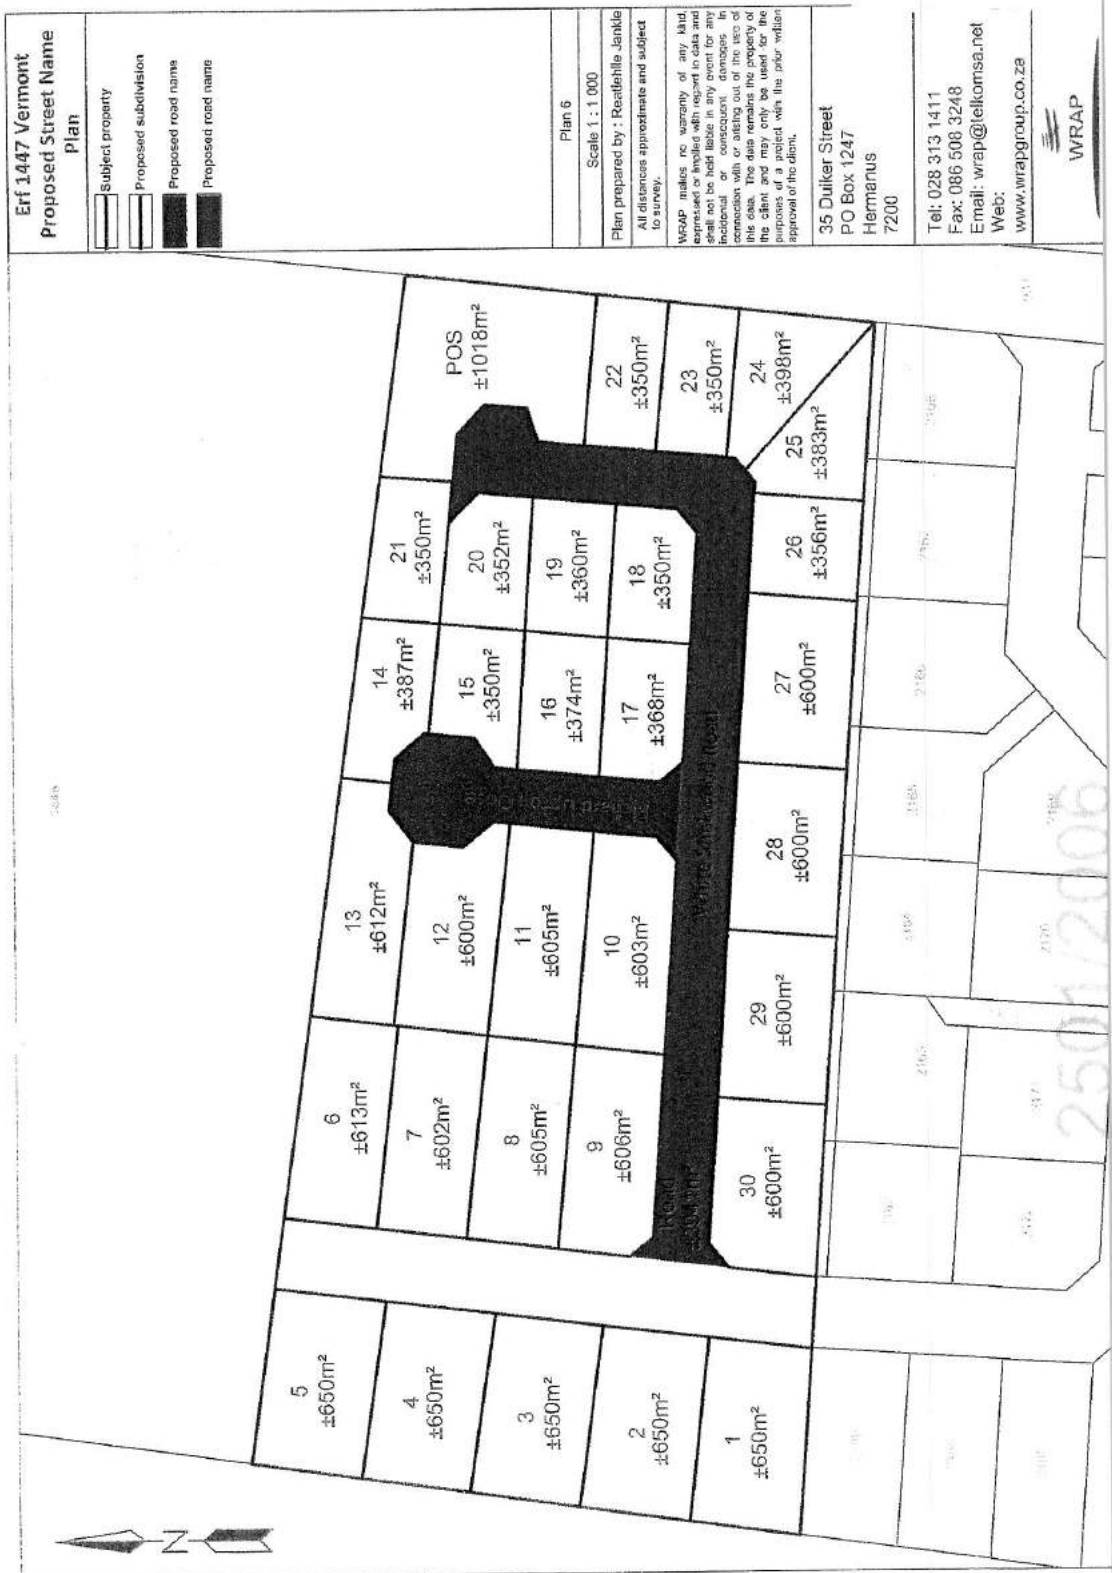 Erf 1447 Vermont
Proposed Street Name
Plan
Subject property
Proposed subdivision
Proposed road name
Proposed road name
Plan 6
Scale 1 : 1 000
Plan prepared by : Reatlehile Jankie
All distances approximate and subject
to survey.
WRAP makes no warranty of any kind,
expressed or implied with regard to data and
shall not be held liable in any event for any
incidental or consequent damages in
connection with or arising out of the use of
this data. The data remains the property of
the client and may only be used for the
purposes of a project with the prior written
approval of the client.
35 Duiker Street
PO Box 1247
Hermanus
7200
Tel: 028 313 1411
Fax: 086 508 3248
Email: wrap@telkomsa.net
Web:
www.wrapgroup.co.za
WRAP
N
5
±650m²
4
±650m²
3
±650m²
2
±650m²
1
±650m²
6
±613m²
7
±602m²
8
±605m²
9
±606m²
13
±612m²
12
±600m²
11
±605m²
10
±603m²
14
±387m²
15
±350m²
16
±374m²
17
±368m²
21
±350m²
20
±352m²
19
±360m²
18
±350m²
POS
±1018m²
22
±350m²
23
±350m²
24
±398m²
25
±383m²
26
±356m²
27
±600m²
28
±600m²
29
±600m²
30
±600m²
Road
2501/2006